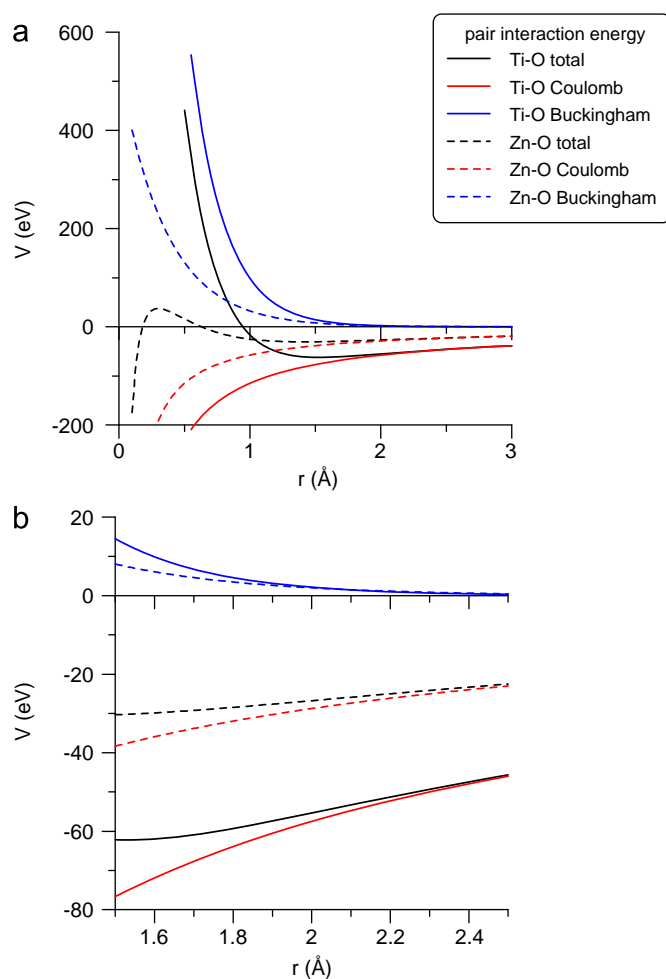 a
pair interaction energy
Ti-O total
Ti-O Coulomb
Ti-O Buckingham
Zn-O total
Zn-O Coulomb
Zn-O Buckingham
600
400
200
0
-200
V (eV)
0 1 2 3
r (Å)
b
20
0
-20
-40
-60
-80
V (eV)
1.6 1.8 2 2.2 2.4
r (Å)